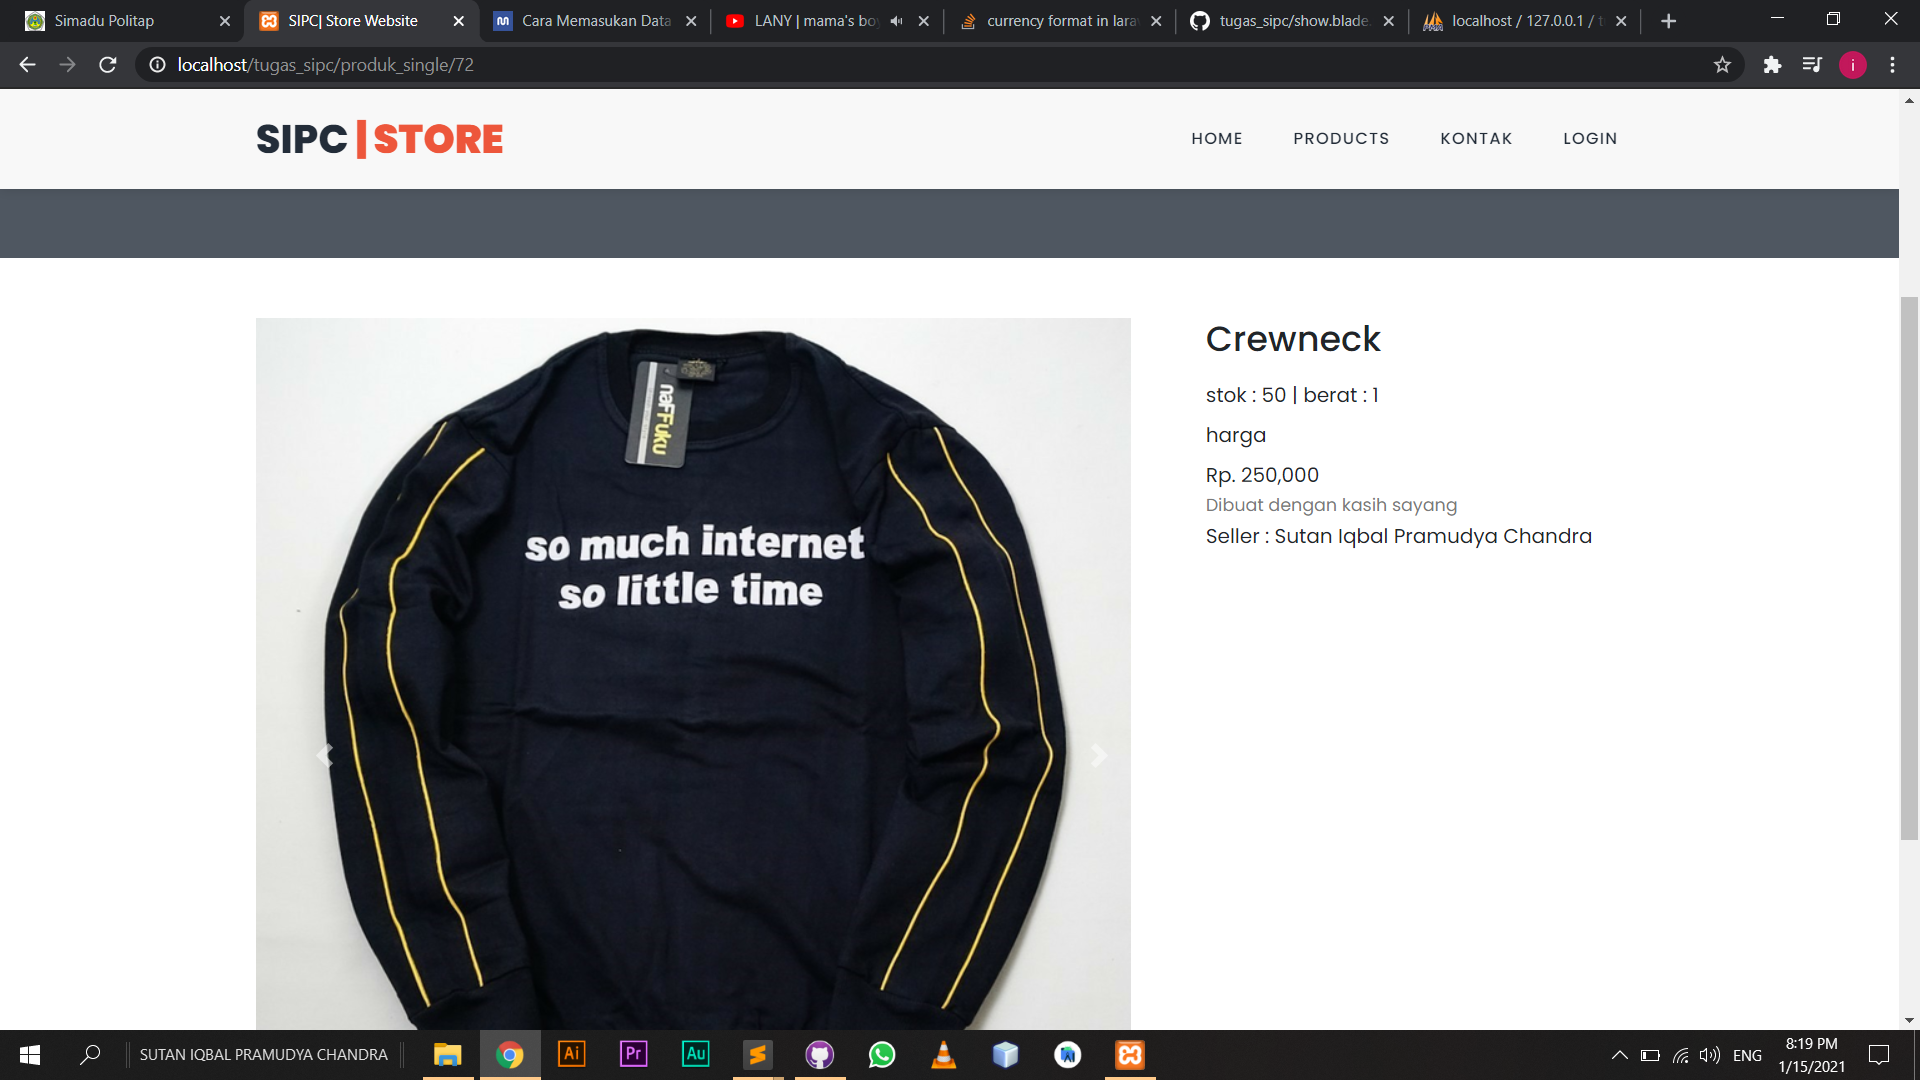 Simadu Politap
SIPC| Store Website
Cara Memasukan Data
LANY | mama's boy
currency format in lara
tugas_sipc/show.blade.
localhost / 127.0.0.1 / t
localhost/tugas_sipc/produk_single/72
i
SIPC | STORE
HOME
PRODUCTS
KONTAK
LOGIN
Crewneck
stok : 50 | berat : 1
harga
Rp. 250,000
Dibuat dengan kasih sayang
Seller : Sutan Iqbal Pramudya Chandra
naFFuku
so much internet
so little time
SUTAN IQBAL PRAMUDYA CHANDRA
Ai
Pr
Au
ENG
8:19 PM
1/15/2021